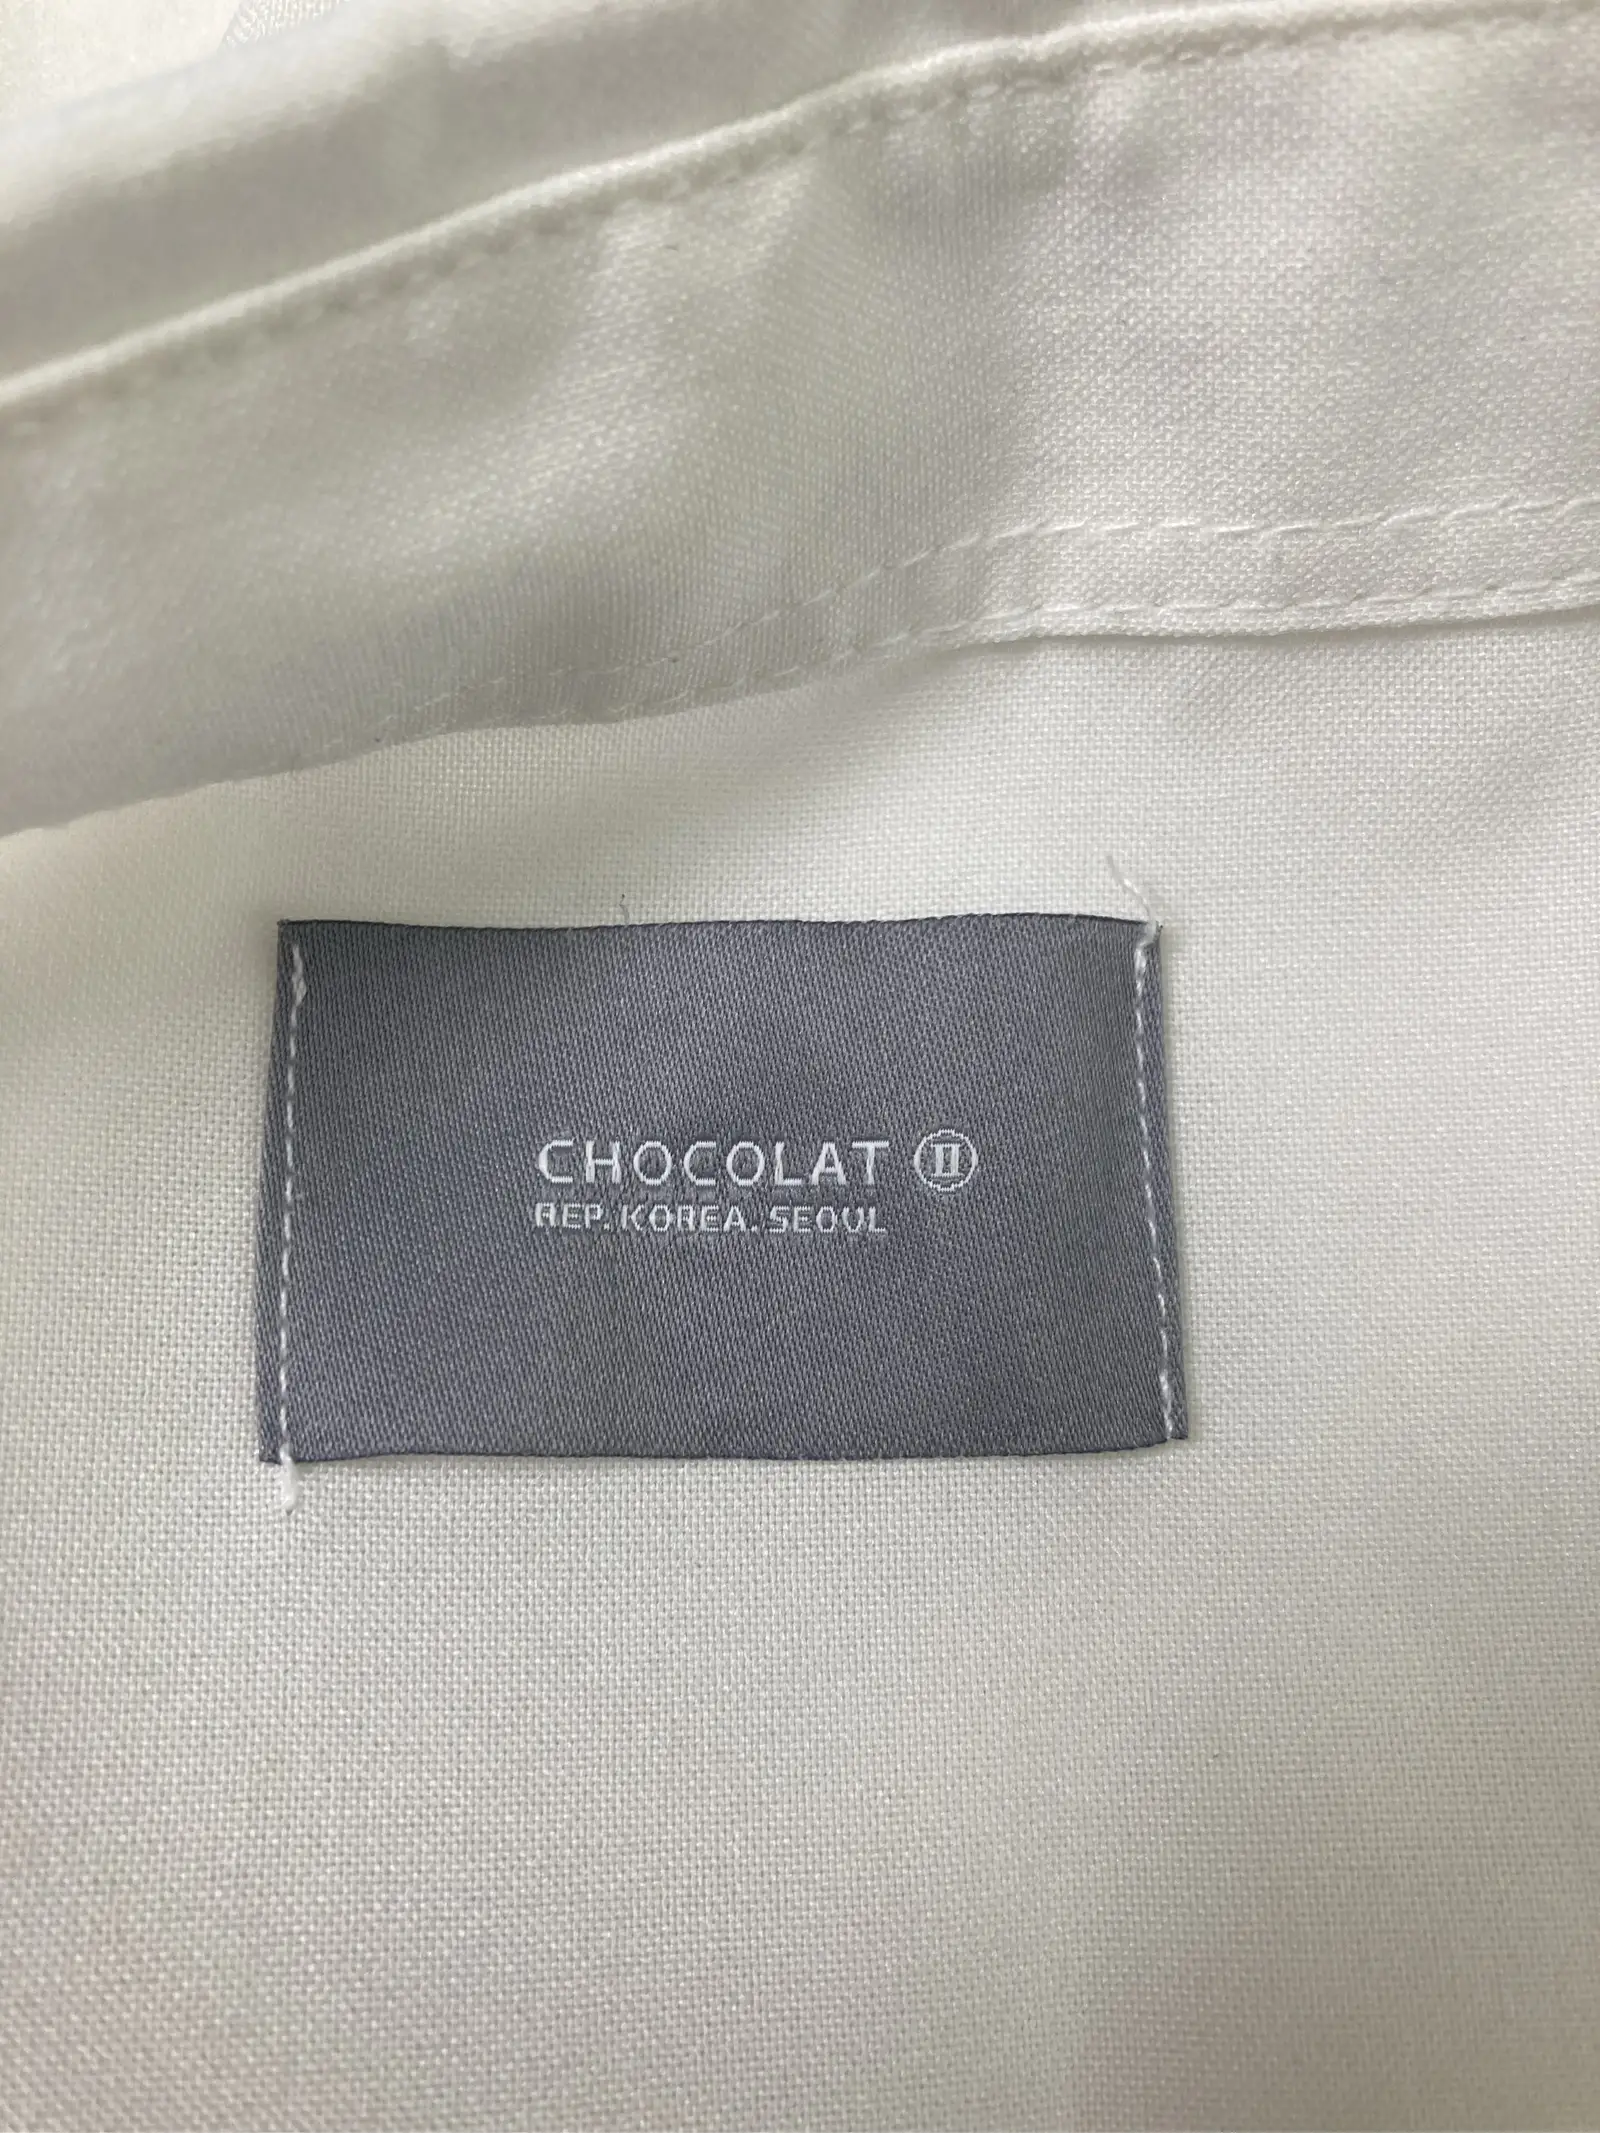 CHOCOLAT Ⅱ
REP. KOREA. SEOUL